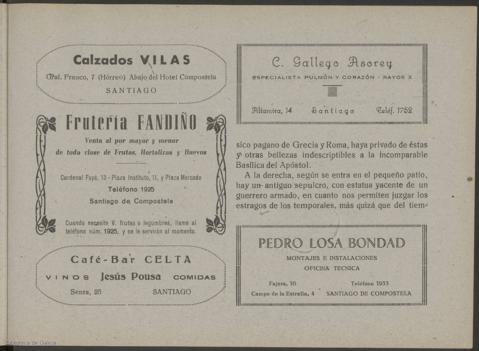 Calzados VILAS
Gral. Franco, 7 (Hórreo) Abajo del Hotel Compostela
SANTIAGO
Frutería FANDIÑO
Venta al por mayor y menor
de toda clase de Frutas, Hortalizas y Huevos
Cardenal Payá, 13 - Plaza Instituto, 11, y Plaza Mercado
Teléfono 1925
Santiago de Compostela
Cuando necesite V. frutas o legumbres, llame al
teléfono núm. 1925, y se le servirán al momento.
Café-Bar CELTA
VINOS Jesús Pousa COMIDAS
Senra, 25 SANTIAGO
C. Gallego Asorey
ESPECIALISTA PULMÓN Y CORAZÓN - RAYOS X
Altamira, 14 Santiago Teléf. 1752
sico pagano de Grecia y Roma, haya privado de éstas
y otras bellezas indescriptibles a la incomparable
Basílica del Apóstol.
A la derecha, según se entra en el pequeño patio,
hay un antiguo sepulcro, con estatua yacente de un
guerrero armado, en cuanto nos permiten juzgar los
estragos de los temporales, más quizá que del tiem-
PEDRO LOSA BONDAD
MONTAJES E INSTALACIONES
OFICINA TECNICA
Fajera, 10 Teléfono 1933
Campo de la Estrella, 4 SANTIAGO DE COMPOSTELA
Biblioteca de Galicia